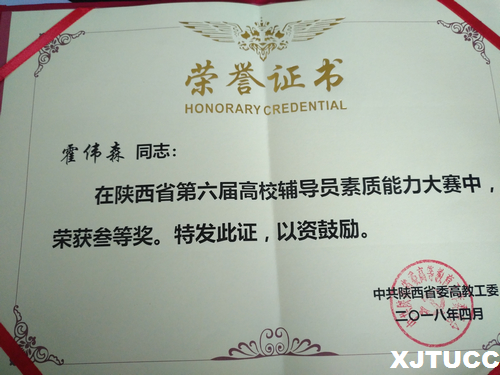 荣誉证书
HONORARY CREDENTIAL
霍伟森 同志：
在陕西省第六届高校辅导员素质能力大赛中，
荣获叁等奖。特发此证，以资鼓励。
中共陕西省委高教工委
二〇一八年四月
XJTUCC